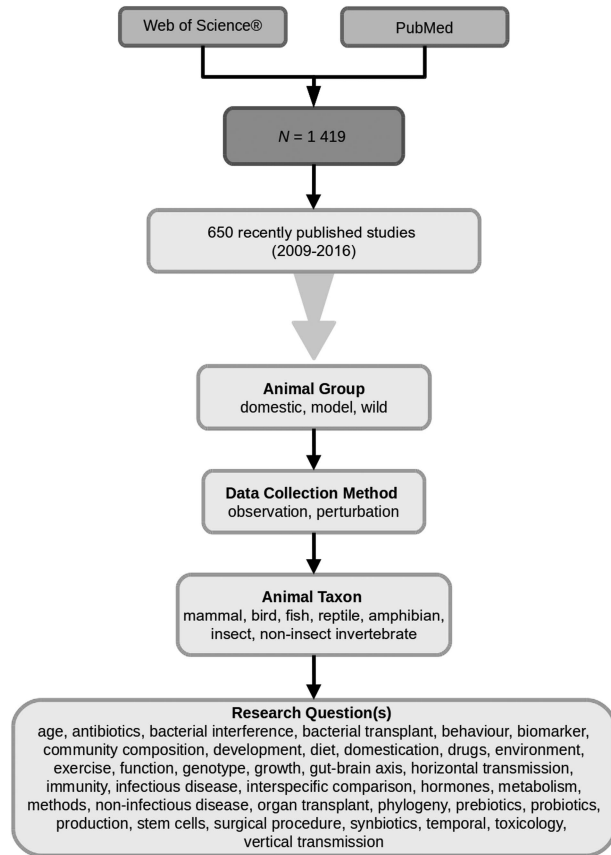 Web of Science®
PubMed
N = 1 419
650 recently published studies
(2009-2016)
Animal Group
domestic, model, wild
Data Collection Method
observation, perturbation
Animal Taxon
mammal, bird, fish, reptile, amphibian,
insect, non-insect invertebrate
Research Question(s)
age, antibiotics, bacterial interference, bacterial transplant, behaviour, biomarker,
community composition, development, diet, domestication, drugs, environment,
exercise, function, genotype, growth, gut-brain axis, horizontal transmission,
immunity, infectious disease, interspecific comparison, hormones, metabolism,
methods, non-infectious disease, organ transplant, phylogeny, prebiotics, probiotics,
production, stem cells, surgical procedure, synbiotics, temporal, toxicology,
vertical transmission